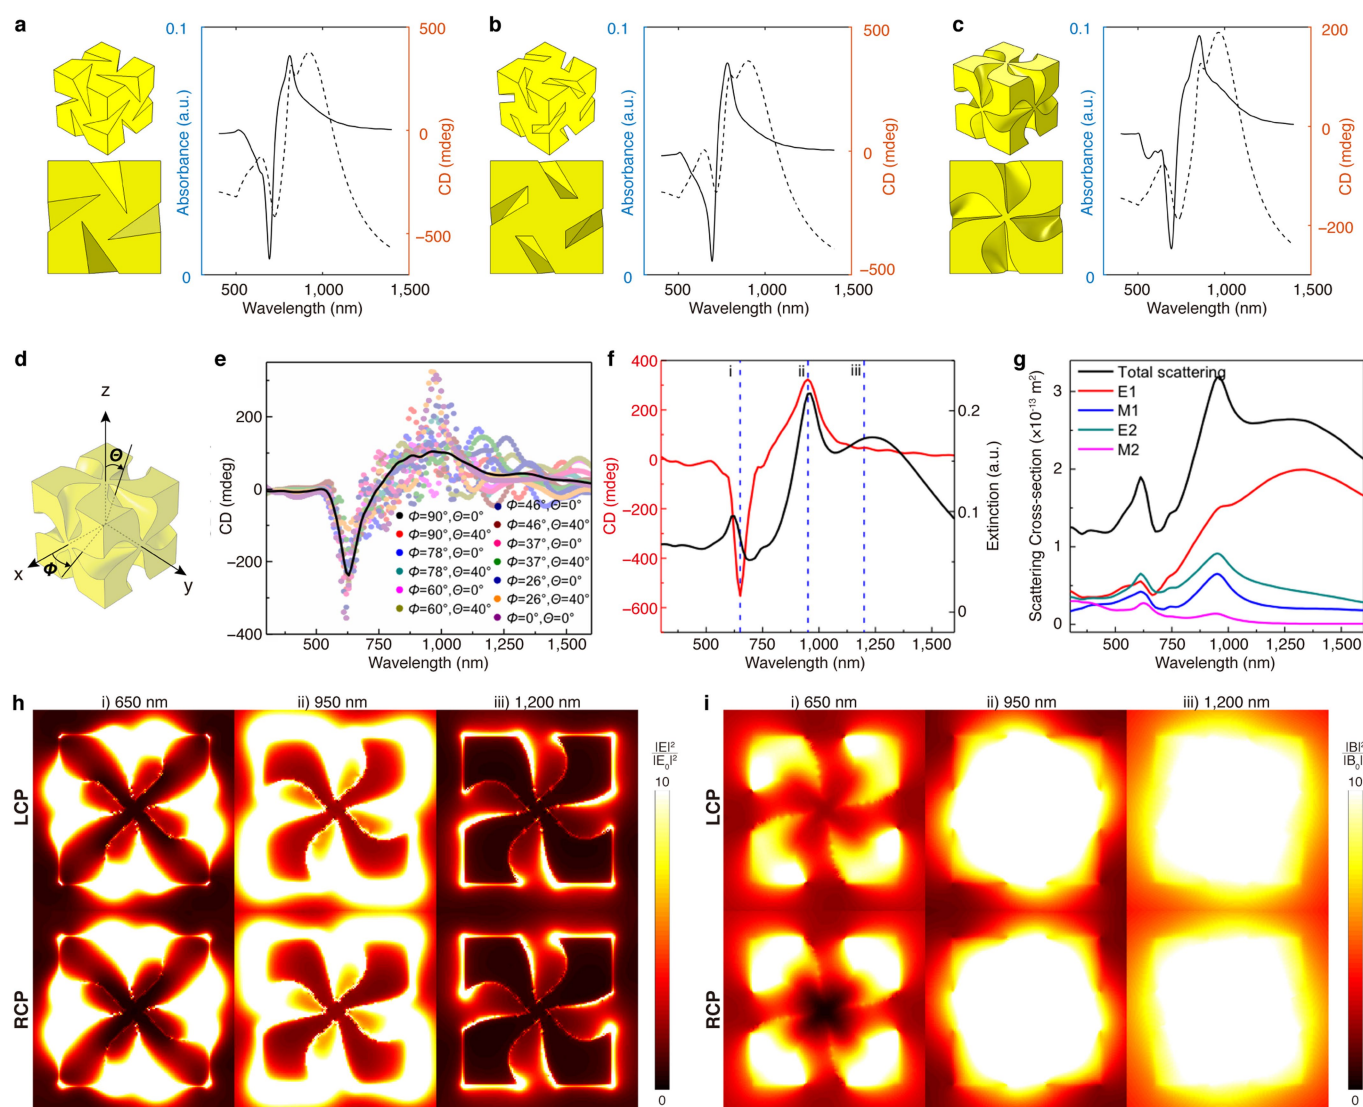 a
0.1
500
Absorbance (a.u.)
CD (mdeg)
0
−500
0
500
1,000
1,500
Wavelength (nm)
b
0.1
500
Absorbance (a.u.)
CD (mdeg)
0
−500
0
500
1,000
1,500
Wavelength (nm)
c
0.1
200
Absorbance (a.u.)
CD (mdeg)
0
−200
0
500
1,000
1,500
Wavelength (nm)
d
z
Θ
x
Φ
y
e
CD (mdeg)
200
0
−200
−400
500
750
1,000
1,250
1,500
Wavelength (nm)
Φ=90°,Θ=0°
Φ=90°,Θ=40°
Φ=78°,Θ=0°
Φ=78°,Θ=40°
Φ=60°,Θ=0°
Φ=60°,Θ=40°
Φ=46°,Θ=0°
Φ=46°,Θ=40°
Φ=37°,Θ=0°
Φ=37°,Θ=40°
Φ=26°,Θ=0°
Φ=26°,Θ=40°
Φ=0°,Θ=0°
f
i
ii
iii
CD (mdeg)
400
200
0
−200
−400
−600
Extinction (a.u.)
0.2
0.1
0
500
750
1,000
1,250
1,500
Wavelength (nm)
g
Scattering Cross-section (×10⁻¹³ m²)
3
2
1
0
Total scattering
E1
M1
E2
M2
500
750
1,000
1,250
1,500
Wavelength (nm)
h
i) 650 nm
ii) 950 nm
iii) 1,200 nm
LCP
RCP
|E|²
|E₀|²
10
0
i
i) 650 nm
ii) 950 nm
iii) 1,200 nm
LCP
RCP
|B|²
|B₀|
10
0